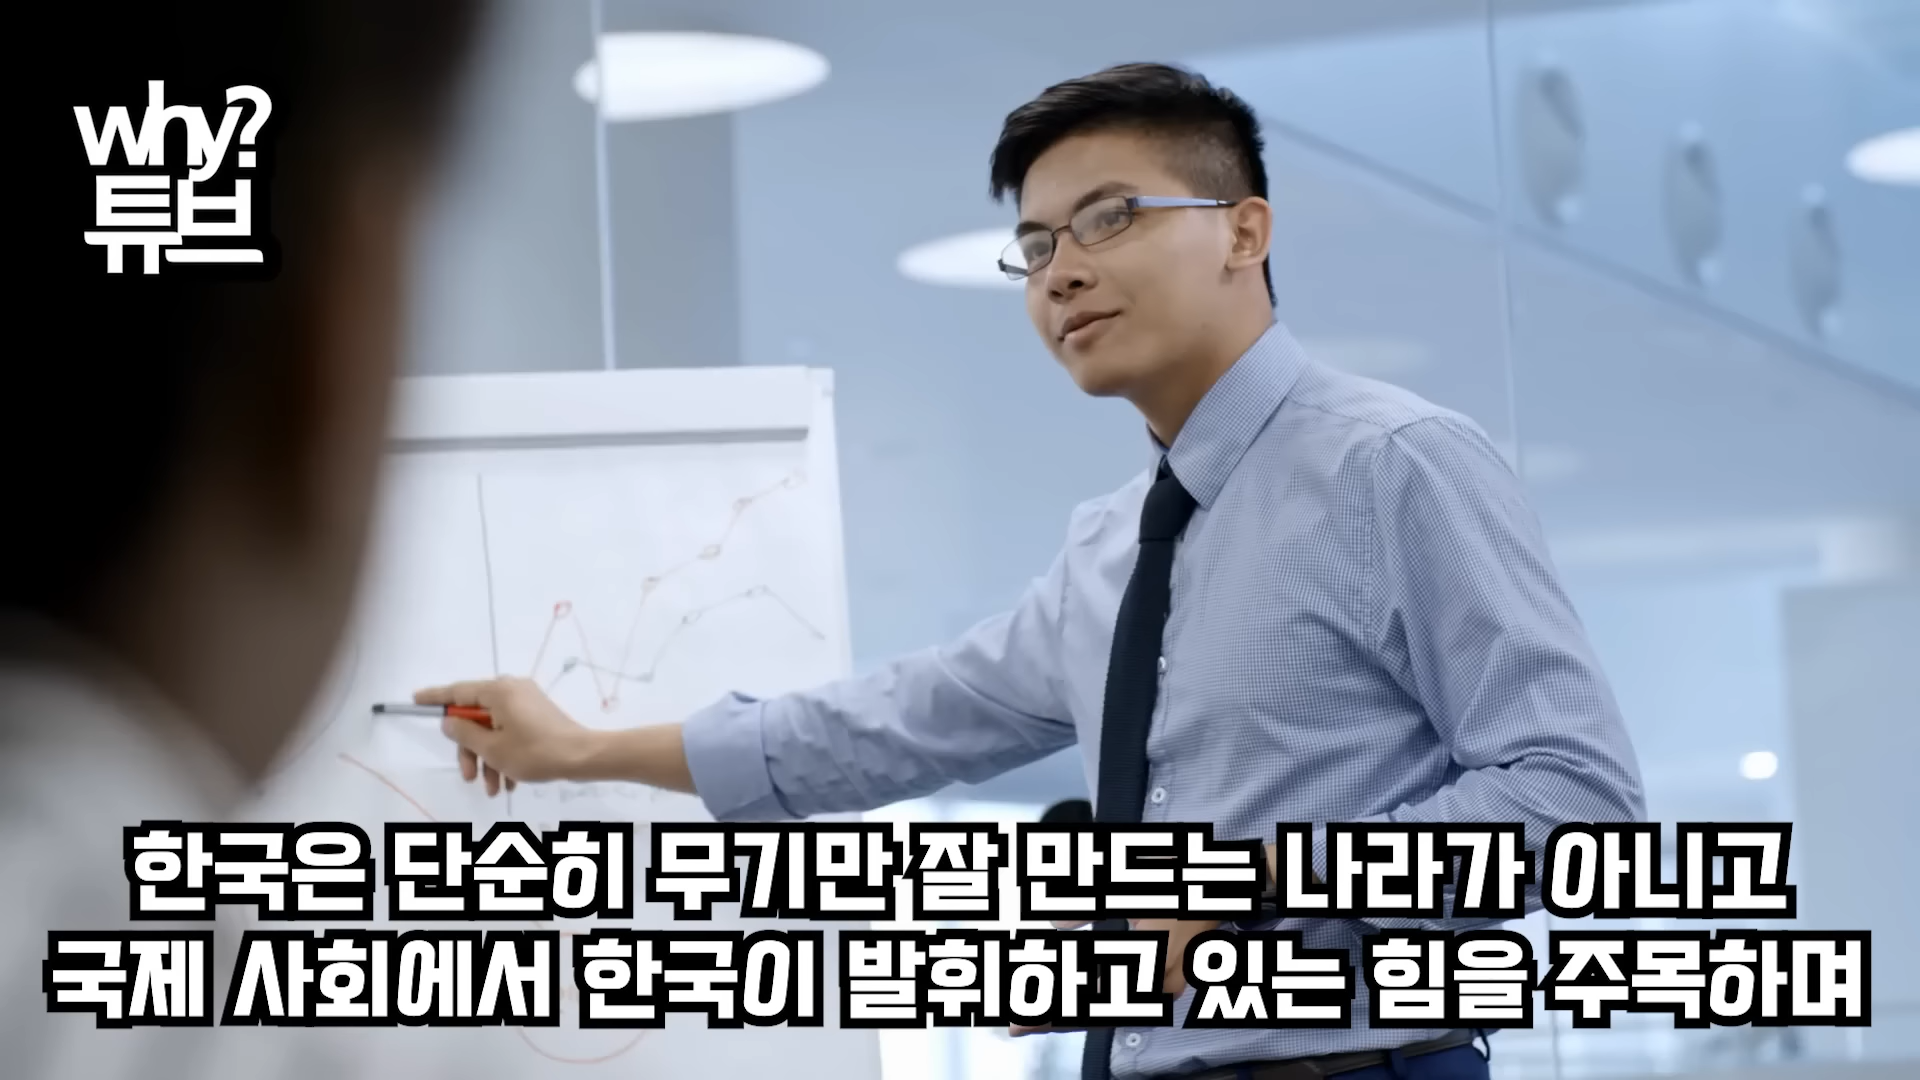 why?
튜브
한국은 단순히 무기만 잘 만드는 나라가 아니고
국제 사회에서 한국이 발휘하고 있는 힘을 주목하며